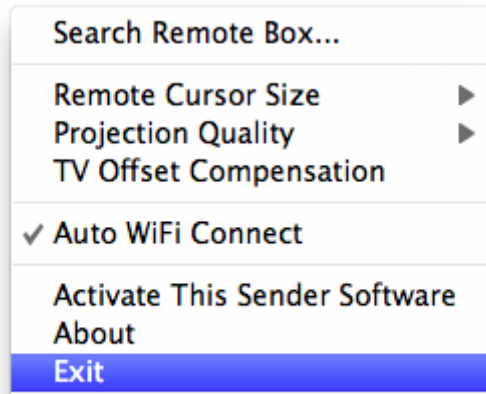 Search Remote Box...
Remote Cursor Size
Projection Quality
TV Offset Compensation
Auto WiFi Connect
Activate This Sender Software
About
Exit